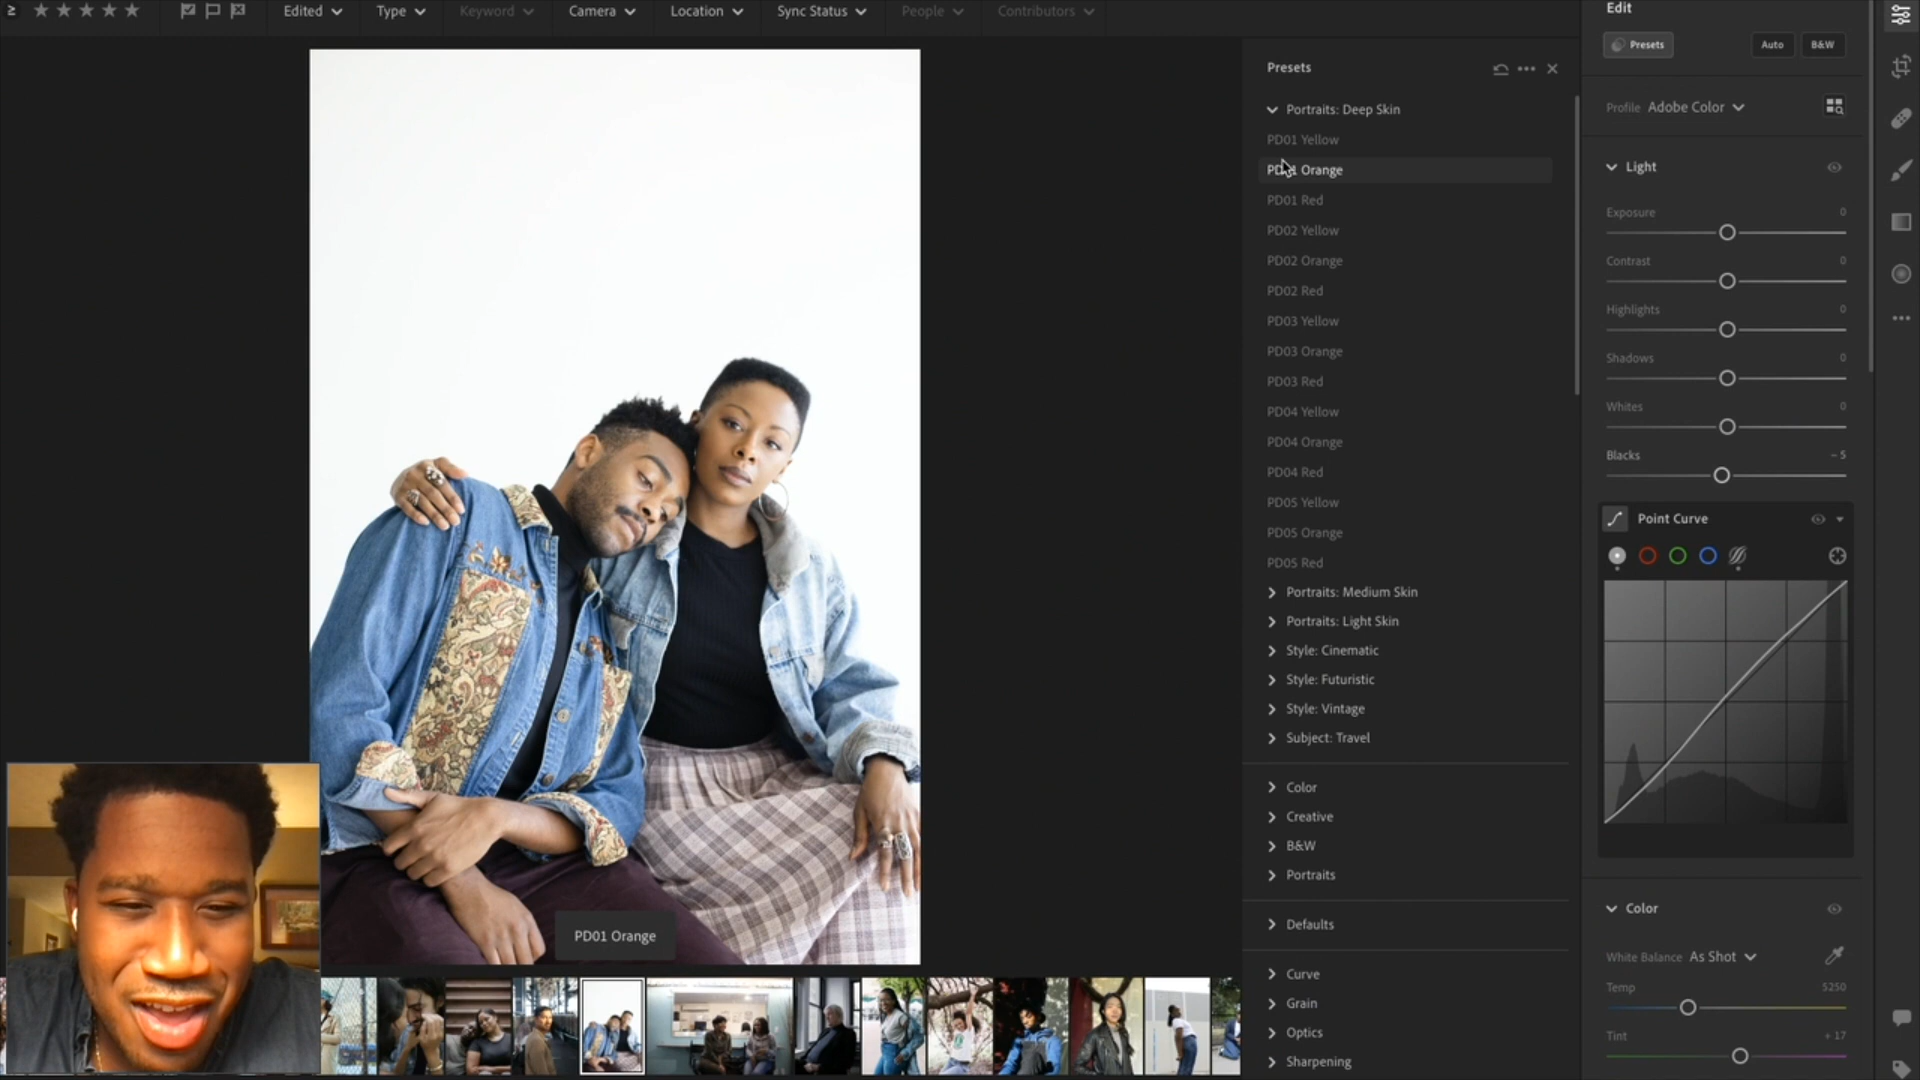 Edited
Type
Keyword
Camera
Location
Sync Status
People
Contributors
Presets
Portraits: Deep Skin
PD01 Yellow
PD01 Orange
PD01 Red
PD02 Yellow
PD02 Orange
PD02 Red
PD03 Yellow
PD03 Orange
PD03 Red
PD04 Yellow
PD04 Orange
PD04 Red
PD05 Yellow
PD05 Orange
PD05 Red
Portraits: Medium Skin
Portraits: Light Skin
Style: Cinematic
Style: Futuristic
Style: Vintage
Subject: Travel
Color
Creative
B&W
Portraits
Defaults
Curve
Grain
Optics
Sharpening
Edit
Presets
Auto
B&W
Profile Adobe Color
Light
Exposure 0
Contrast 0
Highlights 0
Shadows 0
Whites 0
Blacks – 5
Point Curve
Color
White Balance As Shot
Temp 5250
Tint + 17
PD01 Orange